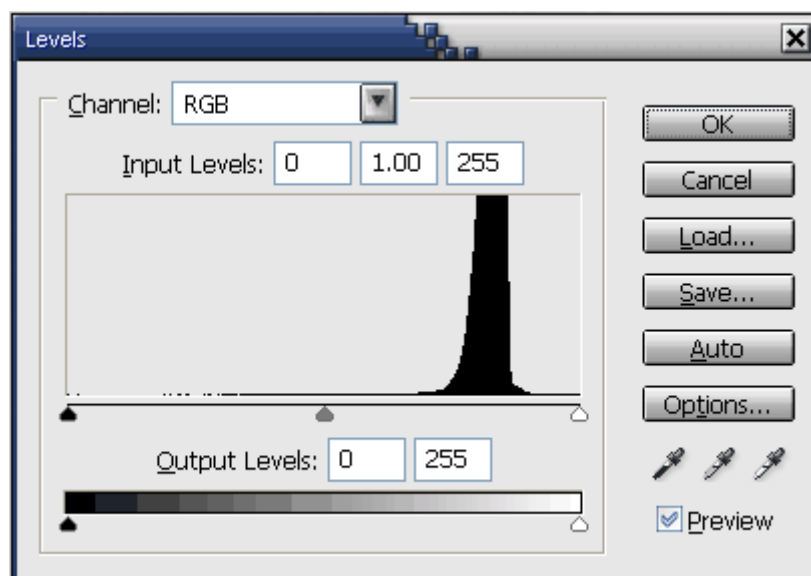 Levels
Channel: RGB
Input Levels: 0 1.00 255
Output Levels: 0 255
OK
Cancel
Load...
Save...
Auto
Options...
Preview